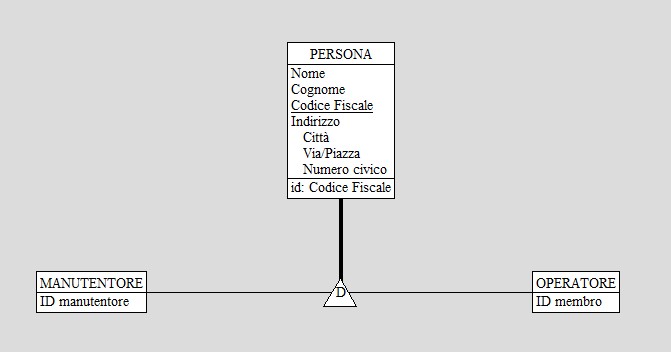 PERSONA
Nome
Cognome
Codice Fiscale
Indirizzo
Città
Via/Piazza
Numero civico
id: Codice Fiscale
MANUTENTORE
ID manutentore
D
OPERATORE
ID membro